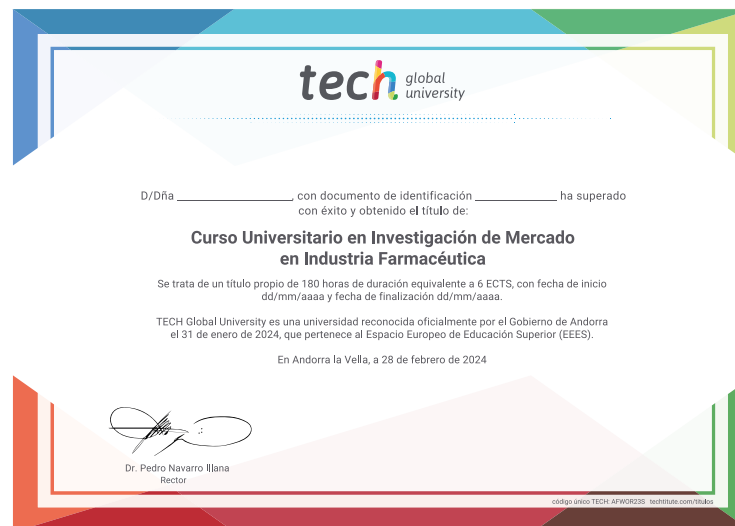 tech global university
D/Dña ____________________, con documento de identificación ______________ ha superado
con éxito y obtenido el título de:
Curso Universitario en Investigación de Mercado
en Industria Farmacéutica
Se trata de un título propio de 180 horas de duración equivalente a 6 ECTS, con fecha de inicio
dd/mm/aaaa y fecha de finalización dd/mm/aaaa.
TECH Global University es una universidad reconocida oficialmente por el Gobierno de Andorra
el 31 de enero de 2024, que pertenece al Espacio Europeo de Educación Superior (EEES).
En Andorra la Vella, a 28 de febrero de 2024
Dr. Pedro Navarro Illana
Rector
código único TECH: AFWOR23S techtitute.com/titulos